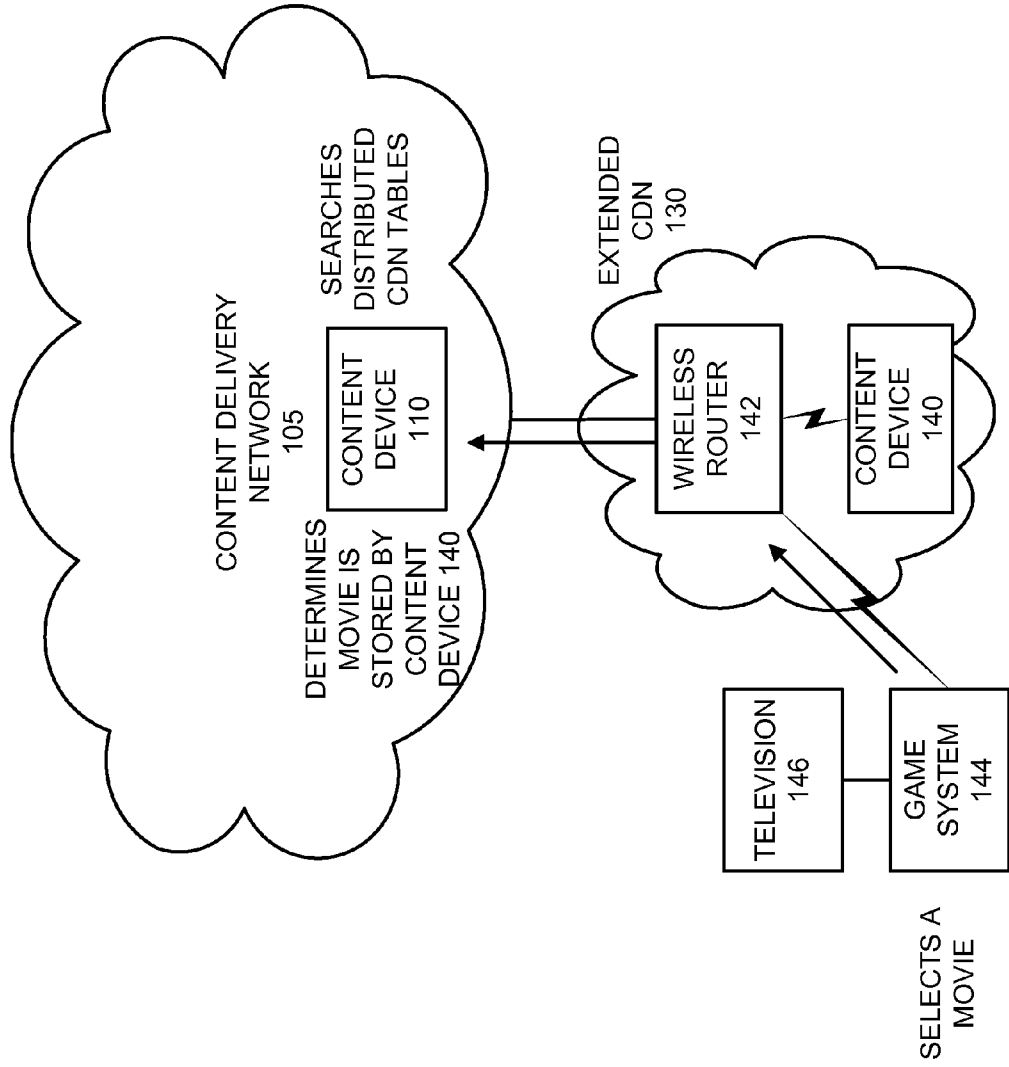 CONTENT DELIVERY
NETWORK
105
DETERMINES
MOVIE IS
STORED BY
CONTENT
DEVICE 140
CONTENT
DEVICE
110
SEARCHES
DISTRIBUTED
CDN TABLES
EXTENDED
CDN
130
WIRELESS
ROUTER
142
CONTENT
DEVICE
140
TELEVISION
146
GAME
SYSTEM
144
SELECTS A
MOVIE